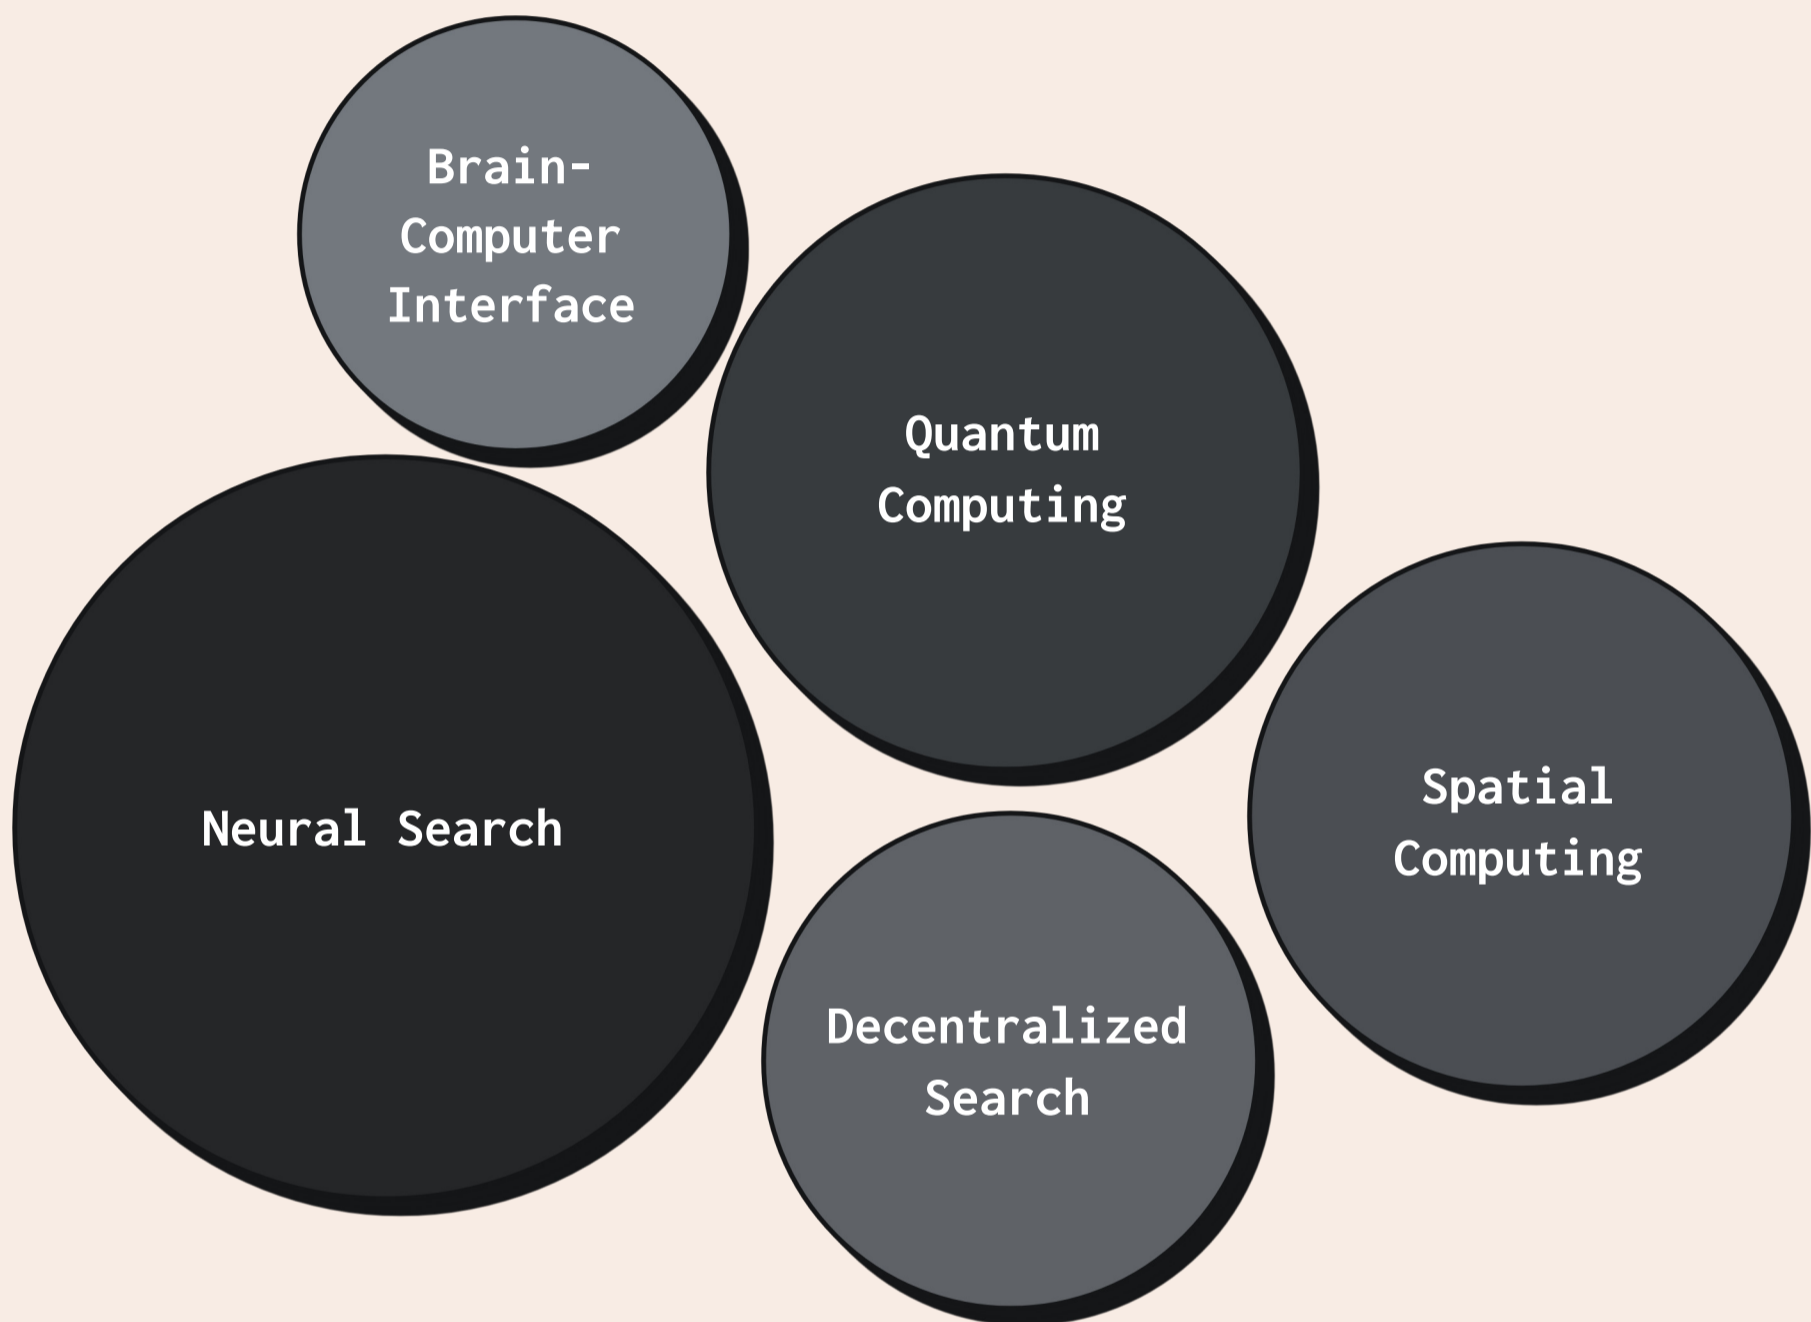 Brain-
Computer
Interface
Quantum
Computing
Neural Search
Spatial
Computing
Decentralized
Search